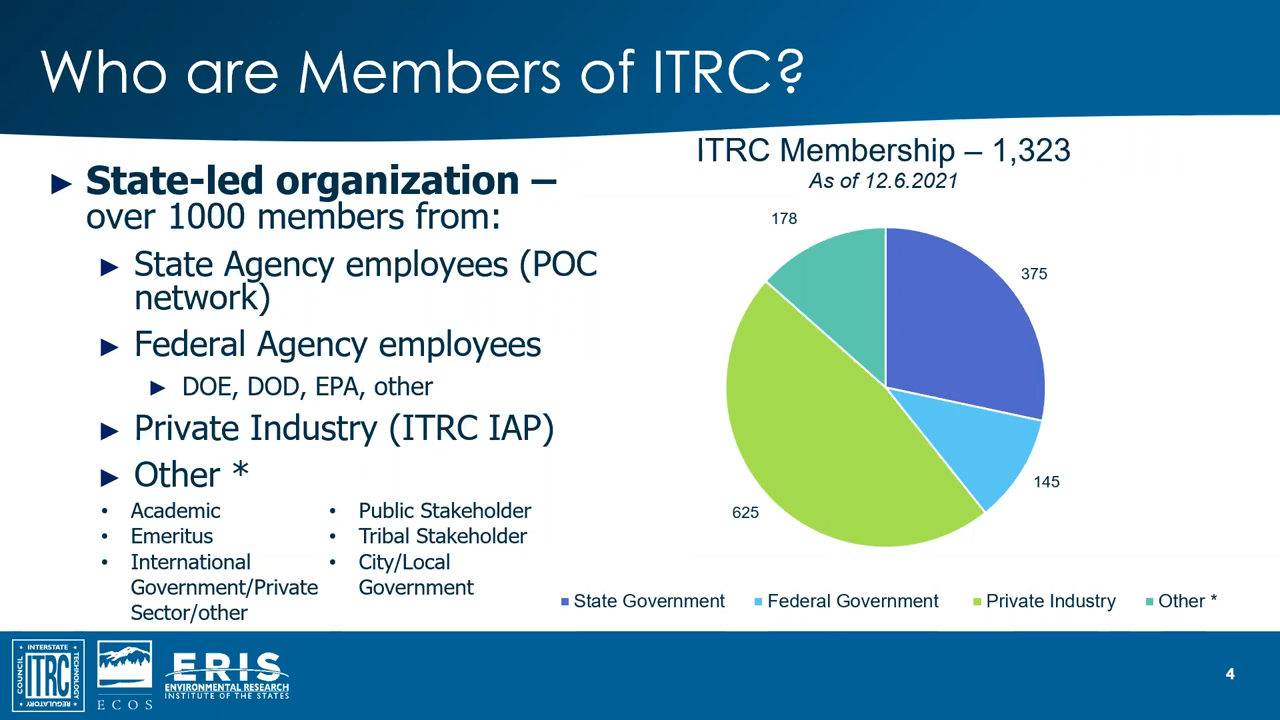 Who are Members of ITRC?
► State-led organization –
over 1000 members from:
► State Agency employees (POC
network)
► Federal Agency employees
► DOE, DOD, EPA, other
► Private Industry (ITRC IAP)
► Other *
• Academic
• Emeritus
• International
Government/Private
Sector/other
• Public Stakeholder
• Tribal Stakeholder
• City/Local
Government
ITRC Membership – 1,323
As of 12.6.2021
178
375
145
625
State Government
Federal Government
Private Industry
Other *
INTERSTATE
COUNCIL
ITRC
TECHNOLOGY
REGULATORY
ECOS
ERIS
ENVIRONMENTAL RESEARCH
INSTITUTE OF THE STATES
4